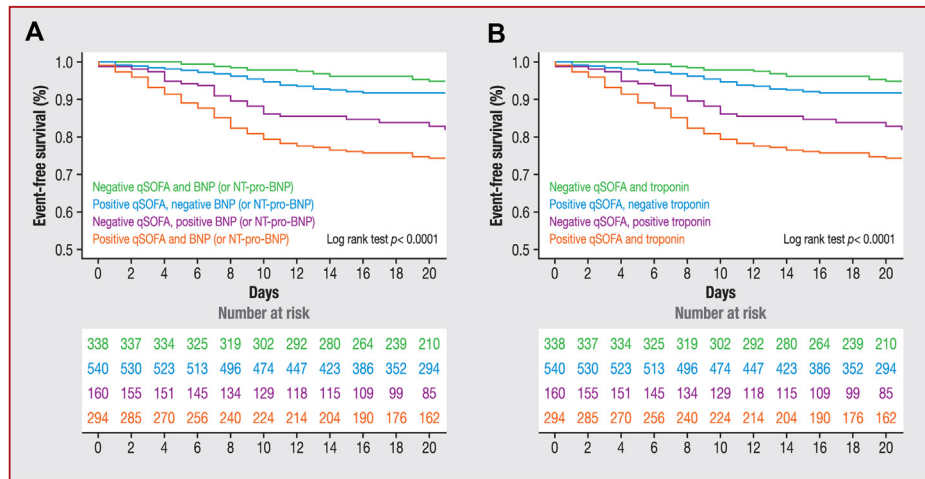 A
Event-free survival (%)
1.0
0.9
0.8
0.7
0.6
0.5
Negative qSOFA and BNP (or NT-pro-BNP)
Positive qSOFA, negative BNP (or NT-pro-BNP)
Negative qSOFA, positive BNP (or NT-pro-BNP)
Positive qSOFA and BNP (or NT-pro-BNP)
Log rank test p< 0.0001
0 2 4 6 8 10 12 14 16 18 20
Days
Number at risk
338 337 334 325 319 302 292 280 264 239 210
540 530 523 513 496 474 447 423 386 352 294
160 155 151 145 134 129 118 115 109 99 85
294 285 270 256 240 224 214 204 190 176 162
0 2 4 6 8 10 12 14 16 18 20
B
Event-free survival (%)
1.0
0.9
0.8
0.7
0.6
0.5
Negative qSOFA and troponin
Positive qSOFA, negative troponin
Negative qSOFA, positive troponin
Positive qSOFA and troponin
Log rank test p< 0.0001
0 2 4 6 8 10 12 14 16 18 20
Days
Number at risk
338 337 334 325 319 302 292 280 264 239 210
540 530 523 513 496 474 447 423 386 352 294
160 155 151 145 134 129 118 115 109 99 85
294 285 270 256 240 224 214 204 190 176 162
0 2 4 6 8 10 12 14 16 18 20